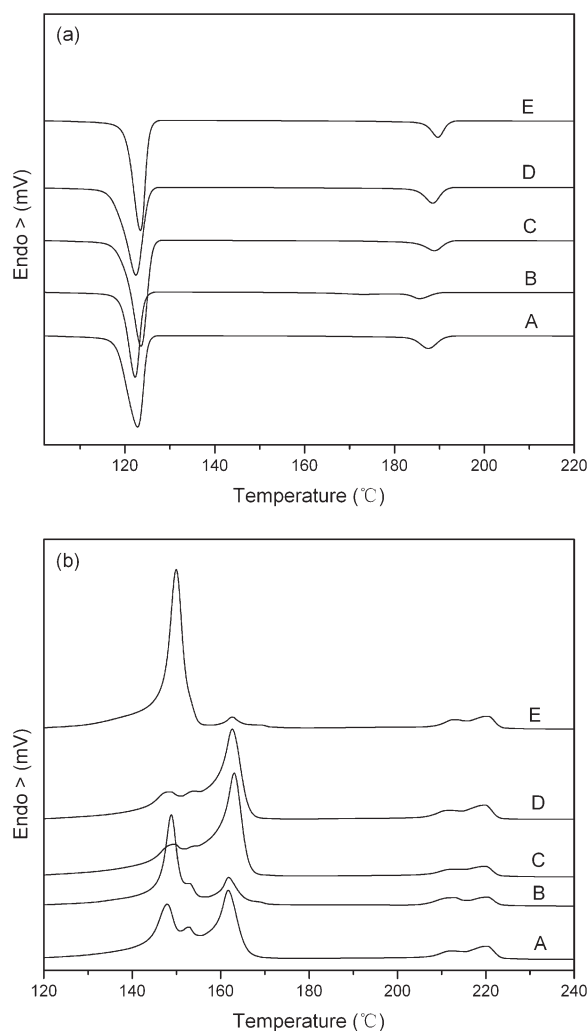 (a)
E
D
C
B
A
Endo > (mV)
120 140 160 180 200 220
Temperature (℃)
(b)
E
D
C
B
A
Endo > (mV)
120 140 160 180 200 220 240
Temperature (℃)